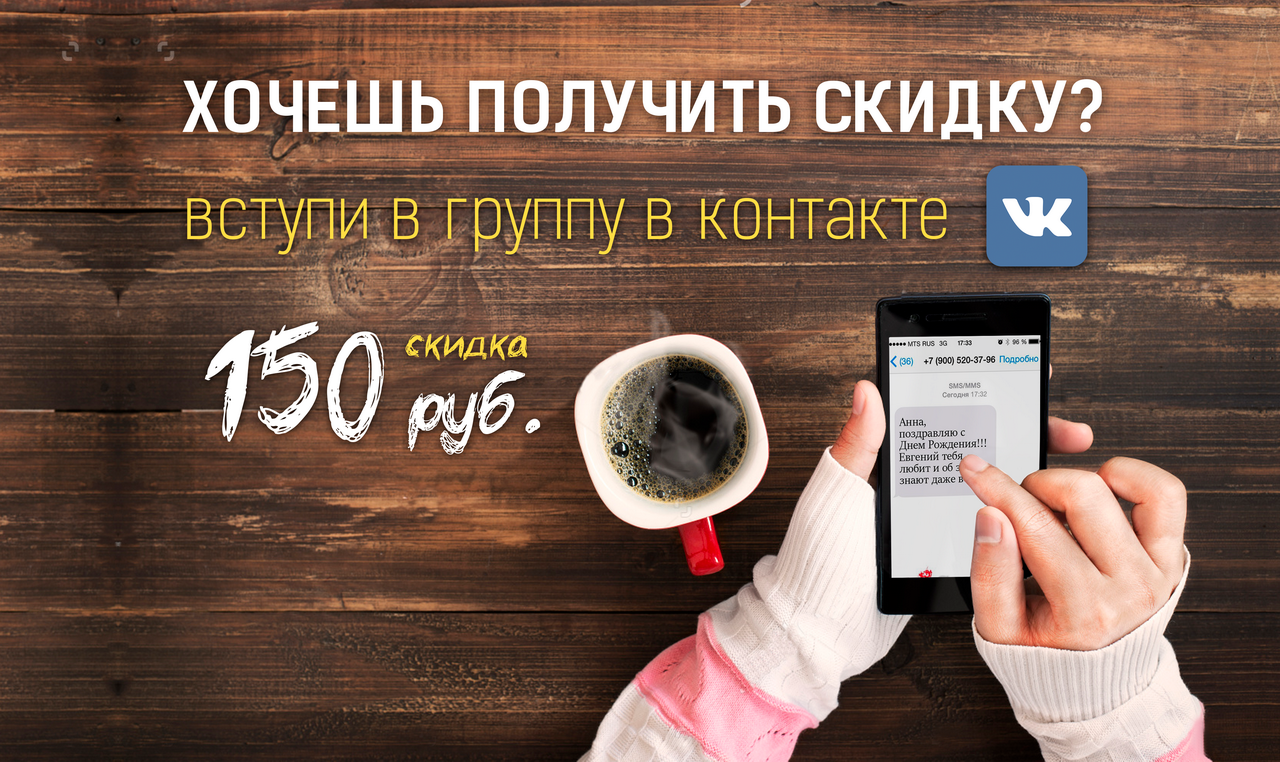 ХОЧЕШЬ ПОЛУЧИТЬ СКИДКУ?
ВСТУПИ В ГРУППУ В КОНТАКТЕ
150 скидка
руб.
MTS RUS 3G 17:33 96 %
(36) +7 (900) 520-37-96 Подробно
SMS/MMS
Сегодня 17:32
Анна,
поздравляю с
Днем Рождения!!!
Евгений тебя
любит и об
знают даже в